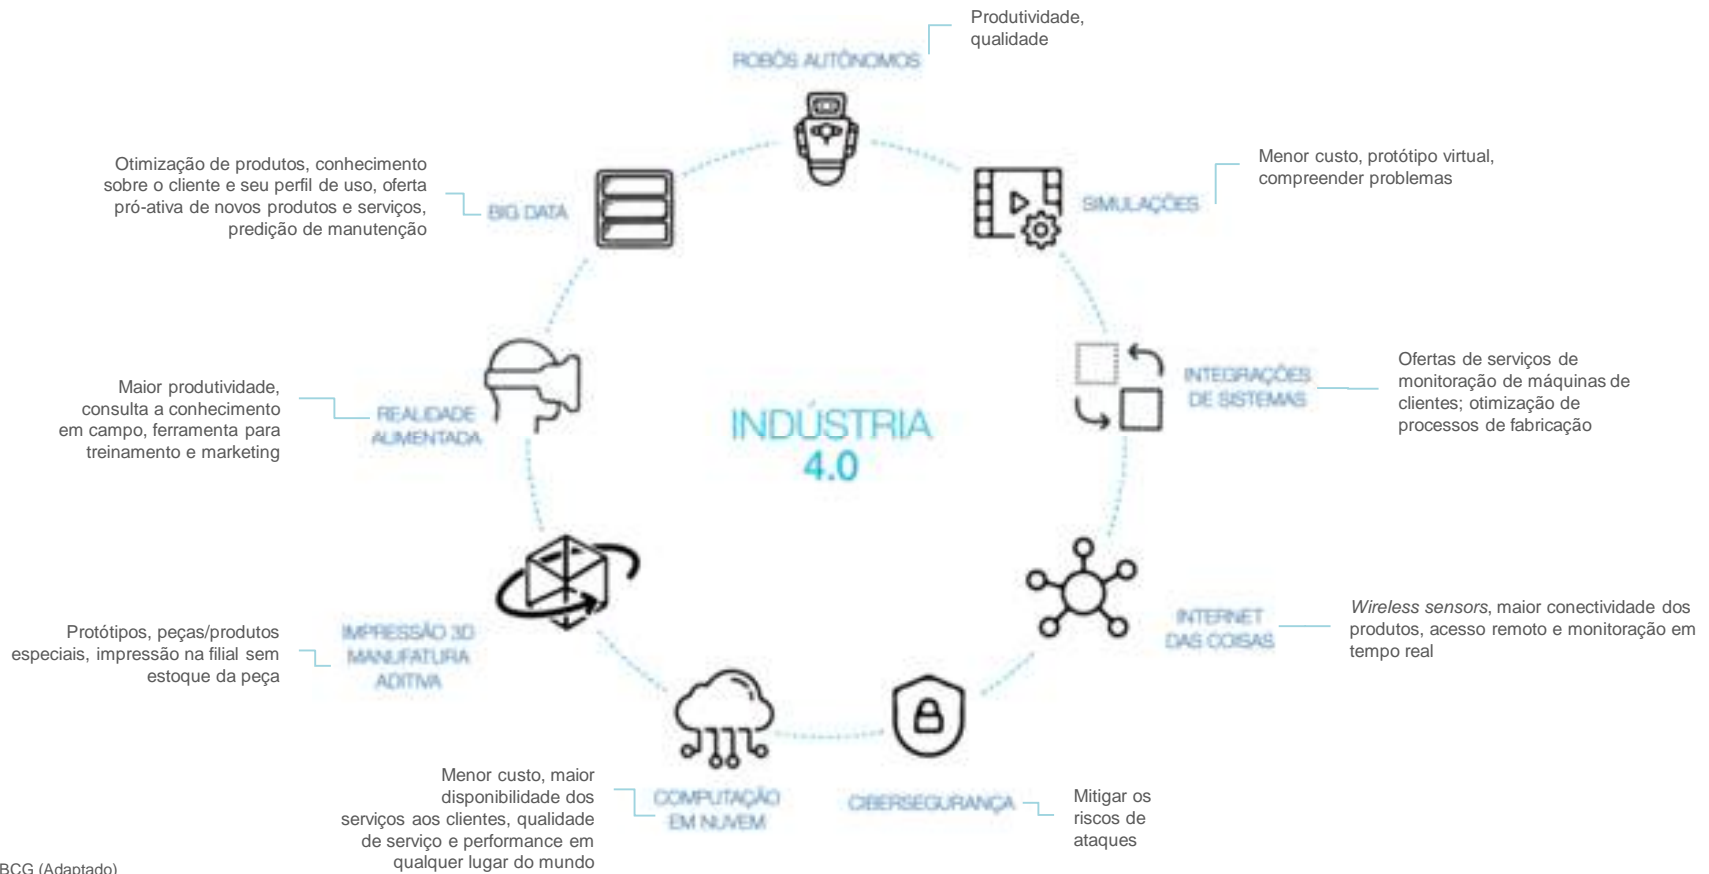 Produtividade,
qualidade
ROBÔS AUTÔNOMOS
Otimização de produtos, conhecimento
sobre o cliente e seu perfil de uso, oferta
pró-ativa de novos produtos e serviços,
predição de manutenção
BIG DATA
Menor custo, protótipo virtual,
compreender problemas
SIMULAÇÕES
Maior produtividade,
consulta a conhecimento
em campo, ferramenta para
treinamento e marketing
REALIDADE
AUMENTADA
INDÚSTRIA
4.0
INTEGRAÇÕES
DE SISTEMAS
Ofertas de serviços de
monitoração de máquinas de
clientes; otimização de
processos de fabricação
Protótipos, peças/produtos
especiais, impressão na filial sem
estoque da peça
IMPRESSÃO 3D
MANUFATURA
ADITIVA
INTERNET
DAS COISAS
Wireless sensors, maior conectividade dos
produtos, acesso remoto e monitoração em
tempo real
Menor custo, maior
disponibilidade dos
serviços aos clientes, qualidade
de serviço e performance em
qualquer lugar do mundo
COMPUTAÇÃO
EM NUVEM
CIBERSEGURANÇA
Mitigar os
riscos de
ataques
BCG (Adaptado)